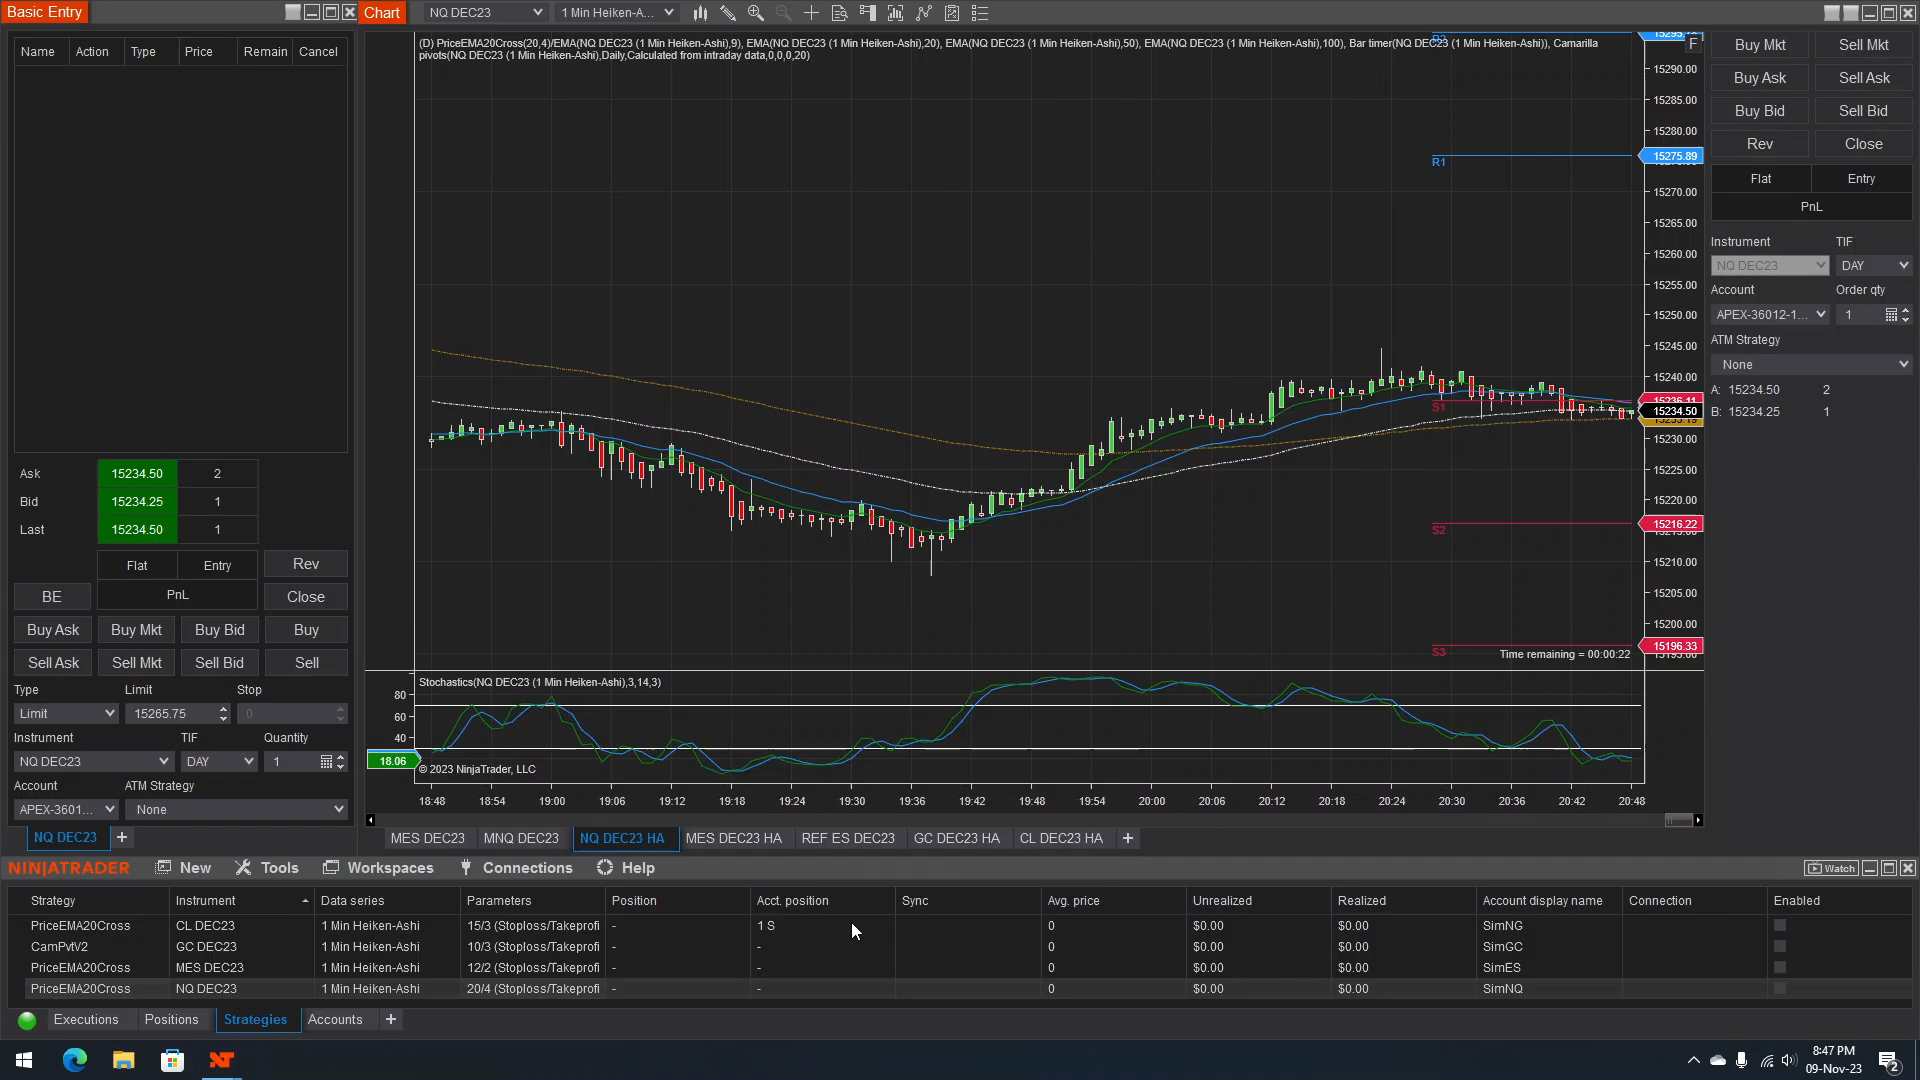 Basic Entry
Chart
NQ DEC23
1 Min Heiken-A...
Name Action Type Price Remain Cancel
(D) PriceEMA20Cross(20,4)/EMA(NQ DEC23 (1 Min Heiken-Ashi),9), EMA(NQ DEC23 (1 Min Heiken-Ashi),20), EMA(NQ DEC23 (1 Min Heiken-Ashi),50), EMA(NQ DEC23 (1 Min Heiken-Ashi),100), Bar timer(NQ DEC23 (1 Min Heiken-Ashi)), Camarilla
pivots(NQ DEC23 (1 Min Heiken-Ashi),Daily,Calculated from intraday data,0,0,0,20)
F
15290.00
15285.00
15280.00
R1
15275.89
15270.00
15265.00
15260.00
15255.00
15250.00
15245.00
15240.00
S1
15236.11
15234.50
15230.00
15225.00
15220.00
S2
15216.22
15210.00
15205.00
15200.00
S3
15196.33
Time remaining = 00:00:22
Stochastics(NQ DEC23 (1 Min Heiken-Ashi),3,14,3)
80
60
40
18.06
© 2023 NinjaTrader, LLC
18:48 18:54 19:00 19:06 19:12 19:18 19:24 19:30 19:36 19:42 19:48 19:54 20:00 20:06 20:12 20:18 20:24 20:30 20:36 20:42 20:48
MES DEC23 MNQ DEC23 NQ DEC23 HA MES DEC23 HA REF ES DEC23 GC DEC23 HA CL DEC23 HA +
Buy Mkt Sell Mkt
Buy Ask Sell Ask
Buy Bid Sell Bid
Rev Close
Flat Entry
PnL
Instrument TIF
NQ DEC23 DAY
Account Order qty
APEX-36012-1... 1
ATM Strategy
None
A: 15234.50 2
B: 15234.25 1
Ask 15234.50 2
Bid 15234.25 1
Last 15234.50 1
Flat Entry Rev
BE PnL Close
Buy Ask Buy Mkt Buy Bid Buy
Sell Ask Sell Mkt Sell Bid Sell
Type Limit Stop
Limit 15265.75 0
Instrument TIF Quantity
NQ DEC23 DAY 1
Account ATM Strategy
APEX-3601... None
NQ DEC23 +
NINJATRADER New Tools Workspaces Connections Help Watch
Strategy Instrument Data series Parameters Position Acct. position Sync Avg. price Unrealized Realized Account display name Connection Enabled
PriceEMA20Cross CL DEC23 1 Min Heiken-Ashi 15/3 (Stoploss/Takeprofi - 1 S 0 $0.00 $0.00 SimNG
CamPvtV2 GC DEC23 1 Min Heiken-Ashi 10/3 (Stoploss/Takeprofi - - 0 $0.00 $0.00 SimGC
PriceEMA20Cross MES DEC23 1 Min Heiken-Ashi 12/2 (Stoploss/Takeprofi - - 0 $0.00 $0.00 SimES
PriceEMA20Cross NQ DEC23 1 Min Heiken-Ashi 20/4 (Stoploss/Takeprofi - - 0 $0.00 $0.00 SimNQ
Executions Positions Strategies Accounts +
8:47 PM
09-Nov-23
2